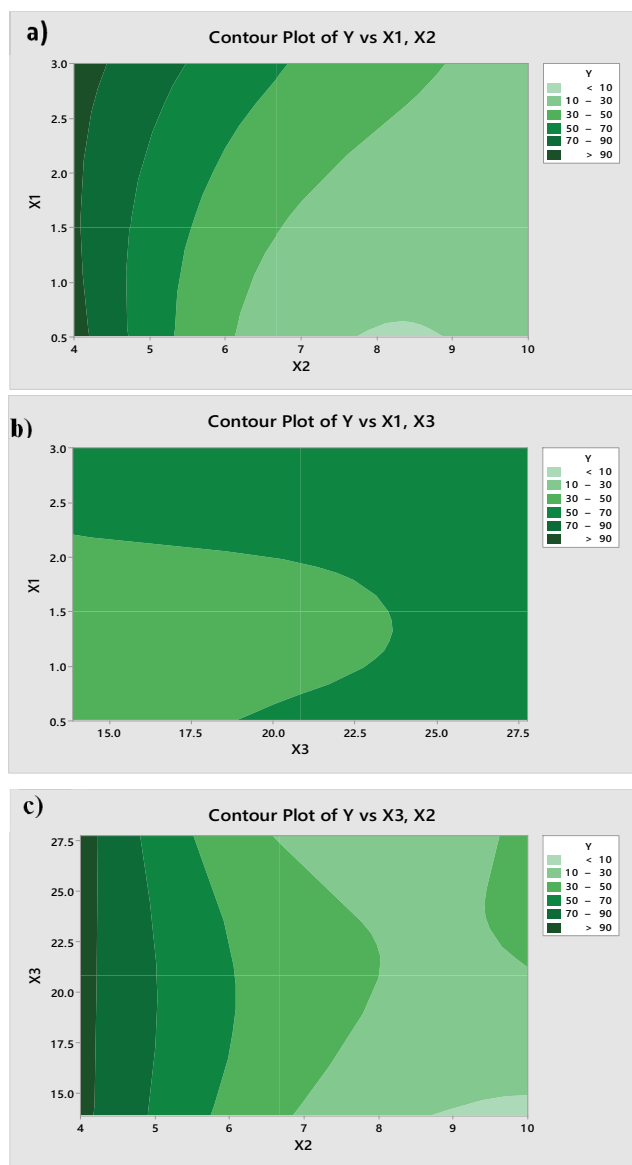 a)
Contour Plot of Y vs X1, X2
Y
< 10
10 – 30
30 – 50
50 – 70
70 – 90
> 90
X1
3.0
2.5
2.0
1.5
1.0
0.5
4 5 6 7 8 9 10
X2
b)
Contour Plot of Y vs X1, X3
Y
< 10
10 – 30
30 – 50
50 – 70
70 – 90
> 90
X1
3.0
2.5
2.0
1.5
1.0
0.5
15.0 17.5 20.0 22.5 25.0 27.5
X3
c)
Contour Plot of Y vs X3, X2
Y
< 10
10 – 30
30 – 50
50 – 70
70 – 90
> 90
X3
27.5
25.0
22.5
20.0
17.5
15.0
4 5 6 7 8 9 10
X2